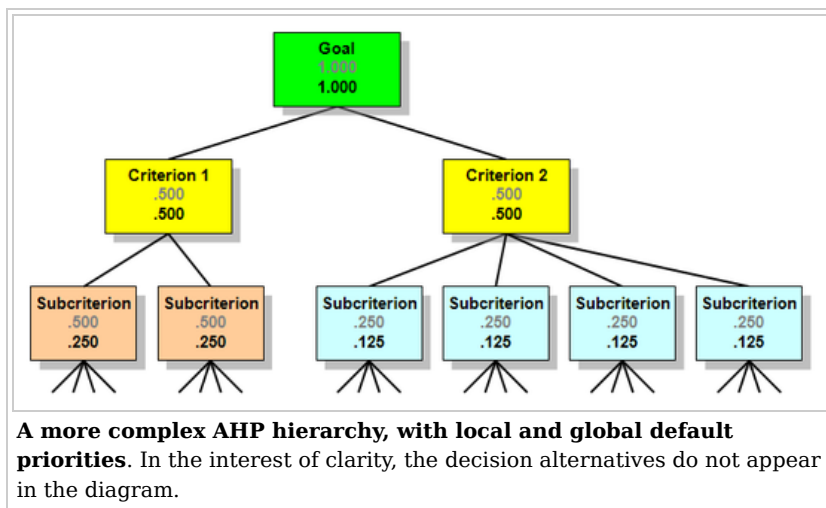 Goal
1.000
1.000
Criterion 1
.500
.500
Criterion 2
.500
.500
Subcriterion
.500
.250
Subcriterion
.500
.250
Subcriterion
.250
.125
Subcriterion
.250
.125
Subcriterion
.250
.125
Subcriterion
.250
.125
A more complex AHP hierarchy, with local and global default
priorities. In the interest of clarity, the decision alternatives do not appear
in the diagram.